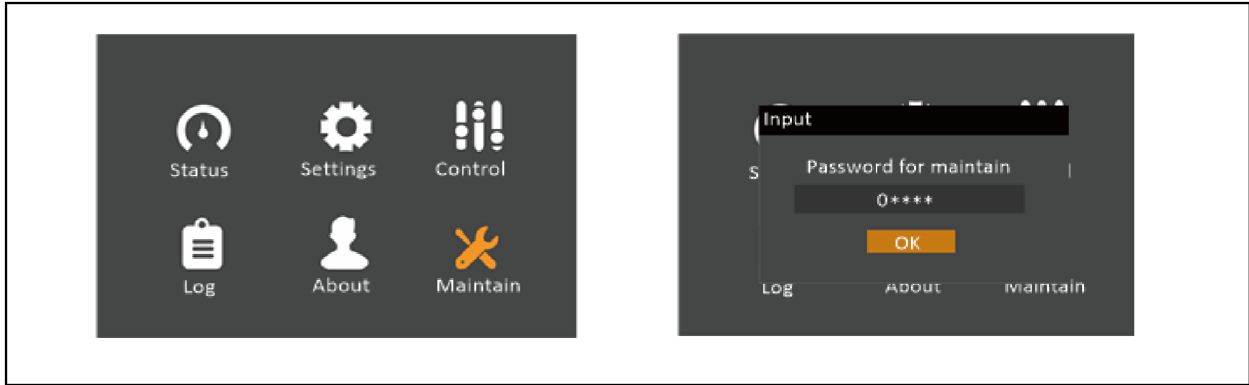 Status Settings Control
Log About Maintain
Input
Password for maintain
0****
OK
Log About Maintain